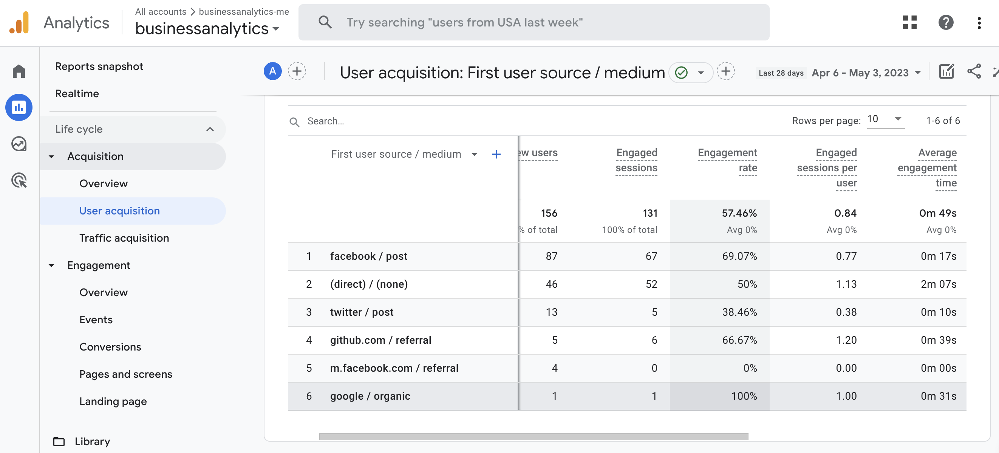 Analytics
All accounts > businessanalytics-me
businessanalytics
Try searching "users from USA last week"
Reports snapshot
Realtime
Life cycle
Acquisition
Overview
User acquisition
Traffic acquisition
Engagement
Overview
Events
Conversions
Pages and screens
Landing page
Library
A
User acquisition: First user source / medium
Last 28 days Apr 6 - May 3, 2023
Search...
Rows per page: 10 1-6 of 6
First user source / medium
ew users
Engaged
sessions
Engagement
rate
Engaged
sessions per
user
Average
engagement
time
156 131 57.46% 0.84 0m 49s
% of total 100% of total Avg 0% Avg 0% Avg 0%
1 facebook / post 87 67 69.07% 0.77 0m 17s
2 (direct) / (none) 46 52 50% 1.13 2m 07s
3 twitter / post 13 5 38.46% 0.38 0m 10s
4 github.com / referral 5 6 66.67% 1.20 0m 39s
5 m.facebook.com / referral 4 0 0% 0.00 0m 00s
6 google / organic 1 1 100% 1.00 0m 31s